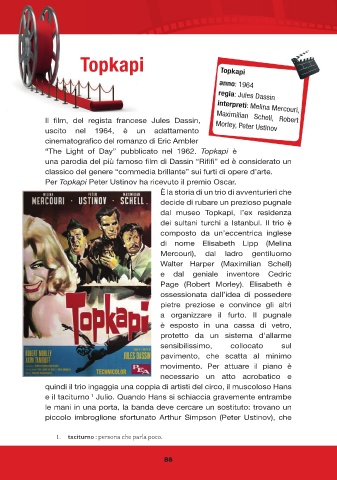 Topkapi
Topkapi
anno: 1964
regia: Jules Dassin
interpreti: Melina Mercouri,
Maximilian Schell, Robert
Morley, Peter Ustinov
Il film, del regista francese Jules Dassin,
uscito nel 1964, è un adattamento
cinematografico del romanzo di Eric Ambler
“The Light of Day” pubblicato nel 1962. Topkapi è
una parodia del più famoso film di Dassin “Rififi” ed è considerato un
classico del genere “commedia brillante” sui furti di opere d’arte.
Per Topkapi Peter Ustinov ha ricevuto il premio Oscar.
È la storia di un trio di avventurieri che
decide di rubare un prezioso pugnale
dal museo Topkapi, l’ex residenza
dei sultani turchi a Istanbul. Il trio è
composto da un’eccentrica inglese
di nome Elisabeth Lipp (Melina
Mercouri), dal ladro gentiluomo
Walter Harper (Maximilian Schell)
e dal geniale inventore Cedric
Page (Robert Morley). Elisabeth è
ossessionata dall’idea di possedere
pietre preziose e convince gli altri
a organizzare il furto. Il pugnale
è esposto in una cassa di vetro,
protetto da un sistema d’allarme
sensibilissimo, collocato sul
pavimento, che scatta al minimo
movimento. Per attuare il piano è
necessario un atto acrobatico e
quindi il trio ingaggia una coppia di artisti del circo, il muscoloso Hans
e il taciturno 1 Julio. Quando Hans si schiaccia gravemente entrambe
le mani in una porta, la banda deve cercare un sostituto: trovano un
piccolo imbroglione sfortunato Arthur Simpson (Peter Ustinov), che
MELINA PETER MAXIMILIAN
MERCOURI · USTINOV · SCHELL
Topkapi
ROBERT MORLEY
AKIM TAMIROFF
JULES DASSIN
TECHNICOLOR
1. taciturno : persona che parla poco.
86